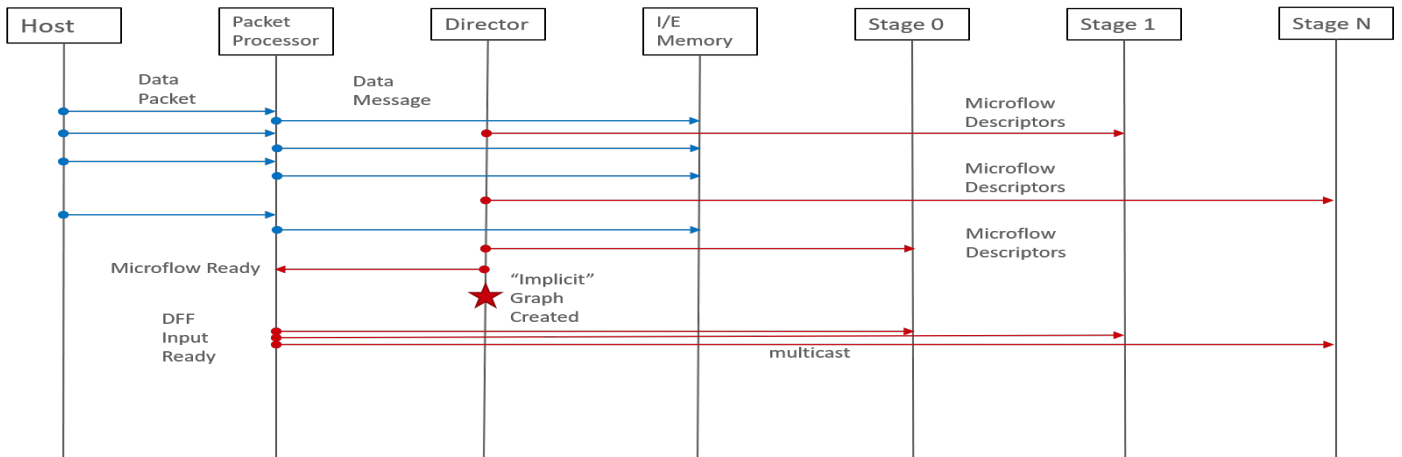 Host
Packet
Processor
Director
I/E
Memory
Stage 0
Stage 1
Stage N
Data
Packet
Data
Message
Microflow
Descriptors
Microflow
Descriptors
Microflow
Descriptors
Microflow Ready
“Implicit”
Graph
Created
DFF
Input
Ready
multicast